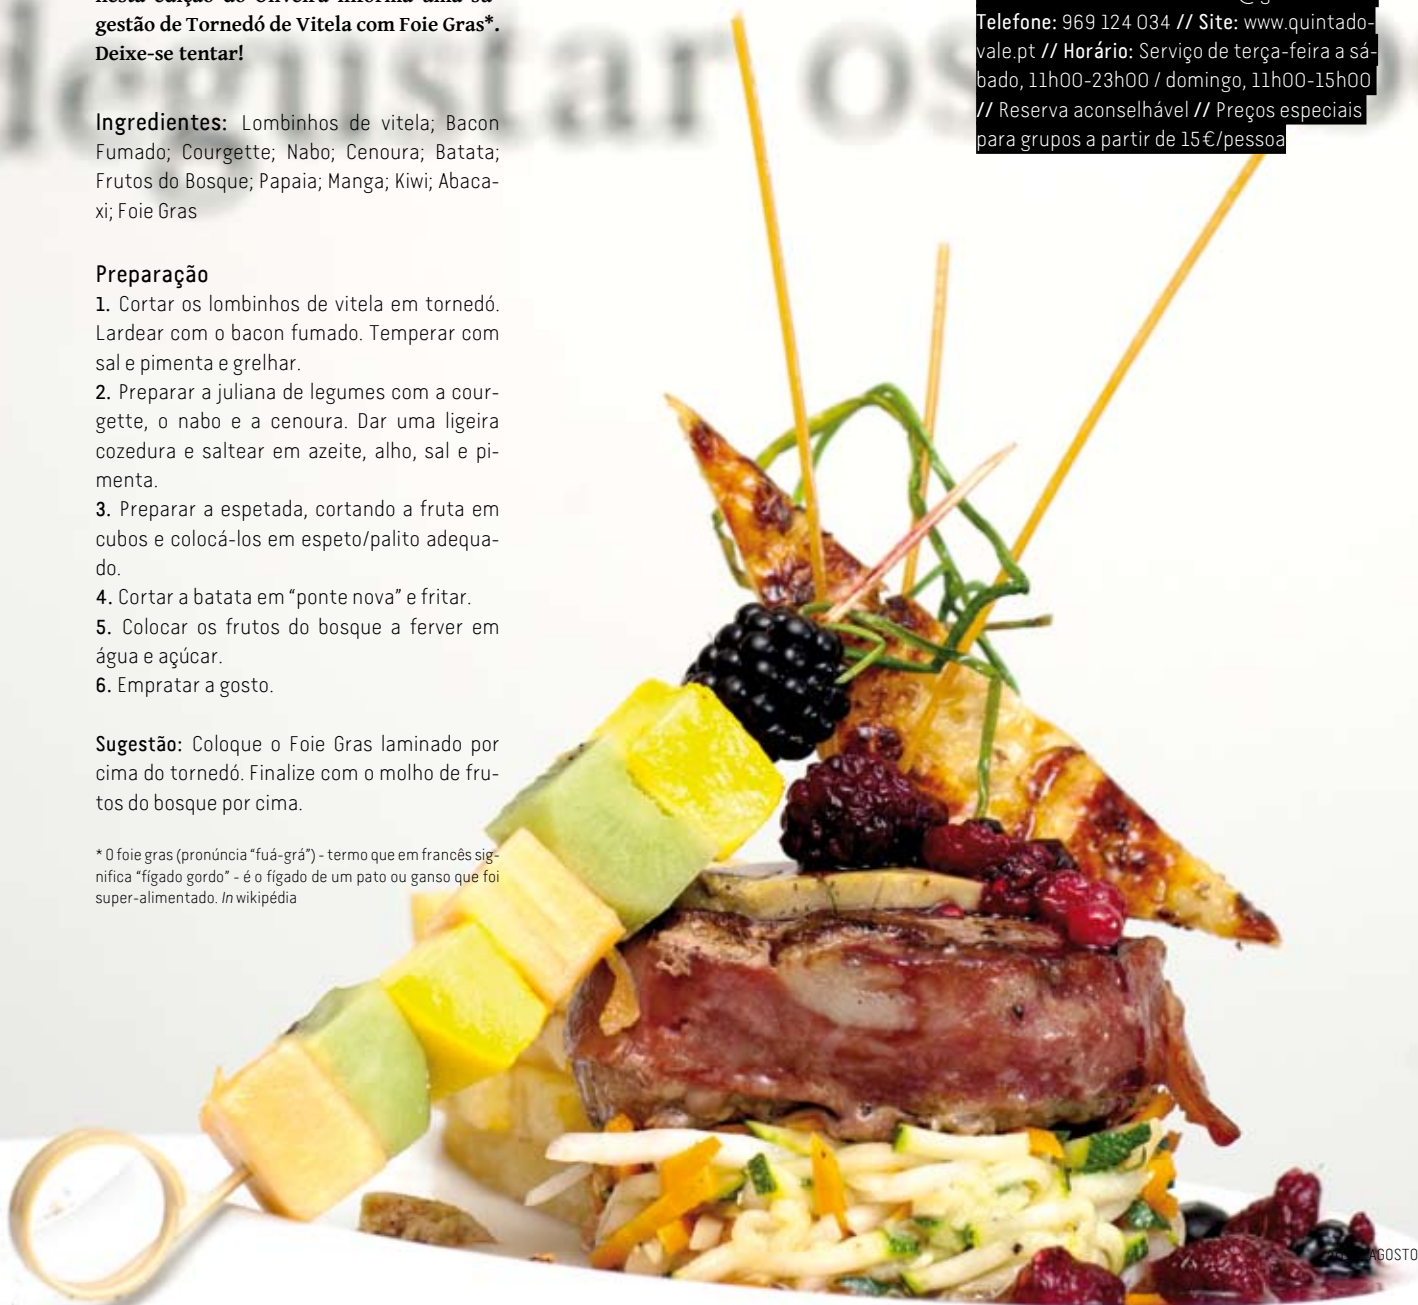 gestão de Tornedó de Vitela com Foie Gras*.
Deixe-se tentar!
Ingredientes: Lombinhos de vitela; Bacon
Fumado; Courgette; Nabo; Cenoura; Batata;
Frutos do Bosque; Papaia; Manga; Kiwi; Abaca-
xi; Foie Gras
Preparação
1. Cortar os lombinhos de vitela em tornedó.
Lardear com o bacon fumado. Temperar com
sal e pimenta e grelhar.
2. Preparar a juliana de legumes com a cour-
gette, o nabo e a cenoura. Dar uma ligeira
cozedura e saltear em azeite, alho, sal e pi-
menta.
3. Preparar a espetada, cortando a fruta em
cubos e colocá-los em espeto/palito adequa-
do.
4. Cortar a batata em “ponte nova” e fritar.
5. Colocar os frutos do bosque a ferver em
água e açúcar.
6. Empratar a gosto.
Sugestão: Coloque o Foie Gras laminado por
cima do tornedó. Finalize com o molho de fru-
tos do bosque por cima.
* O foie gras (pronúncia “fuá-grá”) - termo que em francês sig-
nifica “fígado gordo” - é o fígado de um pato ou ganso que foi
super-alimentado. In wikipédia
degustar os
Telefone: 969 124 034 // Site: www.quintado-
vale.pt // Horário: Serviço de terça-feira a sá-
bado, 11h00-23h00 / domingo, 11h00-15h00
// Reserva aconselhável // Preços especiais
para grupos a partir de 15€/pessoa
AGOSTO